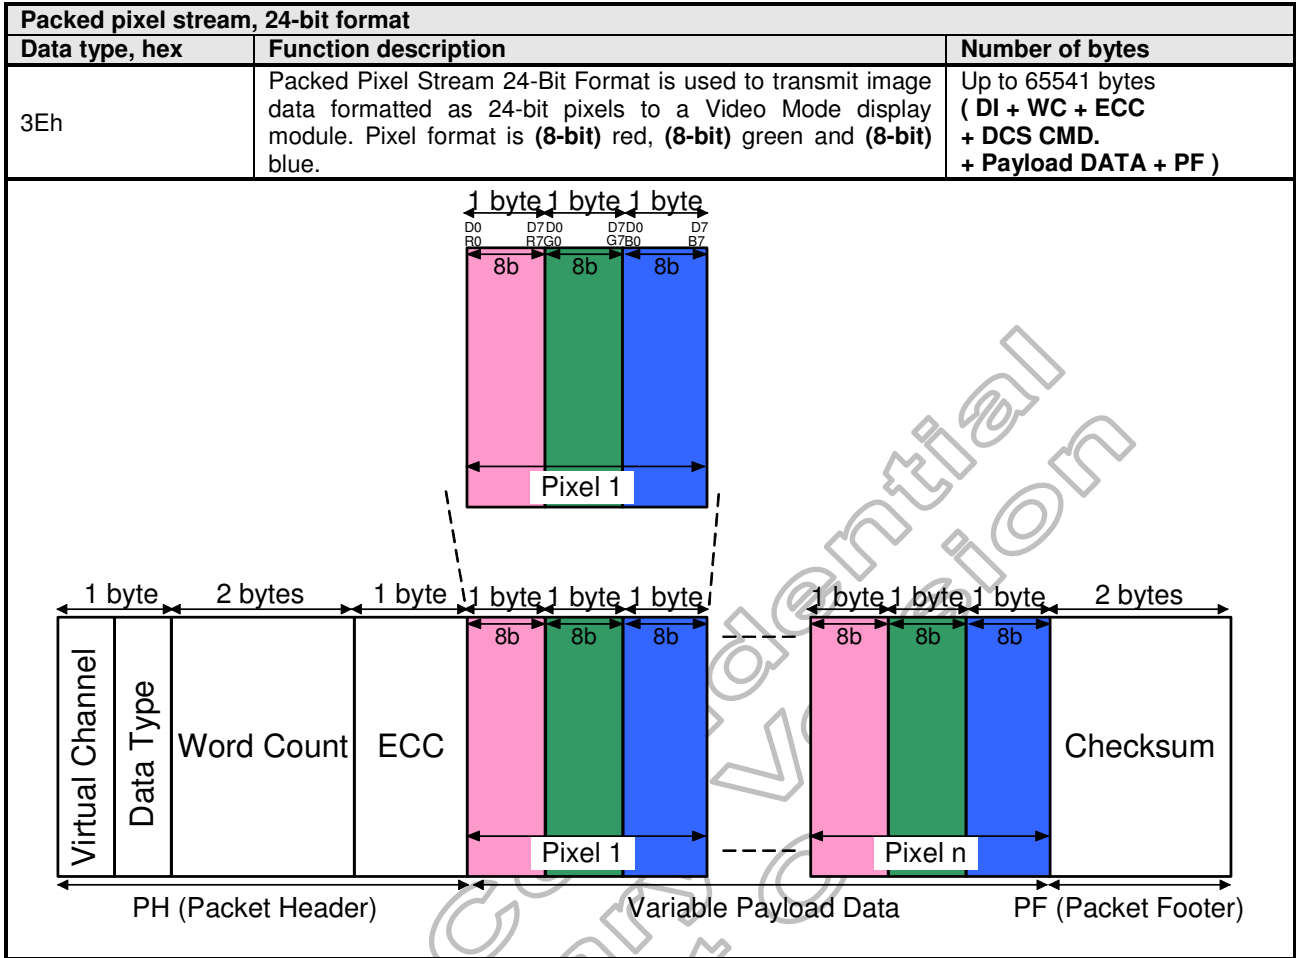 Packed pixel stream, 24-bit format
Data type, hex Function description Number of bytes
3Eh
Packed Pixel Stream 24-Bit Format is used to transmit image
data formatted as 24-bit pixels to a Video Mode display
module. Pixel format is (8-bit) red, (8-bit) green and (8-bit)
blue.
Up to 65541 bytes
( DI + WC + ECC
+ DCS CMD.
+ Payload DATA + PF )
1 byte 1 byte 1 byte
D0 D7 D0 D7 D0 D7
R0 R7 G0 G7 B0 B7
8b 8b 8b
Pixel 1
1 byte 2 bytes 1 byte 1 byte 1 byte 1 byte 1 byte 1 byte 1 byte 2 bytes
8b 8b 8b 8b 8b 8b
Virtual Channel
Data Type
Word Count
ECC
Checksum
Pixel 1 Pixel n
PH (Packet Header) Variable Payload Data PF (Packet Footer)